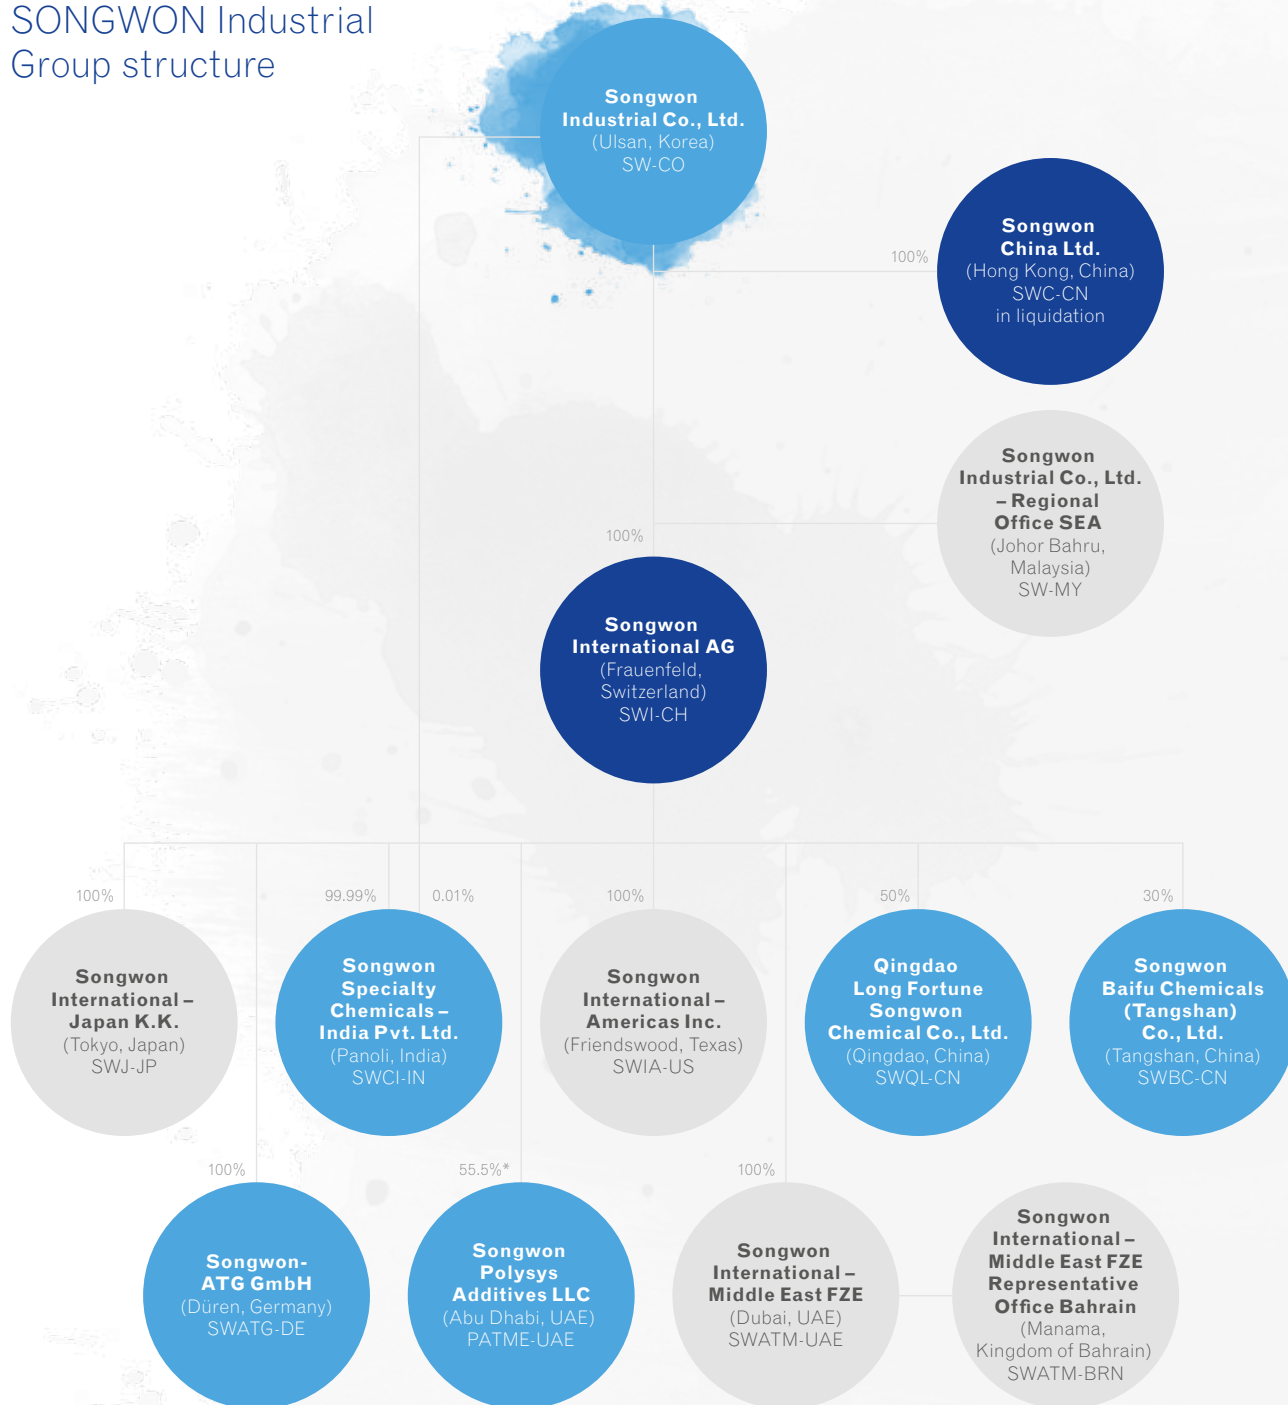 SONGWON Industrial
Group structure
Songwon
Industrial Co., Ltd.
(Ulsan, Korea)
SW-CO
100%
Songwon
China Ltd.
(Hong Kong, China)
SWC-CN
in liquidation
Songwon
Industrial Co., Ltd.
– Regional
Office SEA
(Johor Bahru,
Malaysia)
SW-MY
100%
Songwon
International AG
(Frauenfeld,
Switzerland)
SWI-CH
100%
Songwon
International –
Japan K.K.
(Tokyo, Japan)
SWJ-JP
99.99%
0.01%
Songwon
Specialty
Chemicals –
India Pvt. Ltd.
(Panoli, India)
SWCI-IN
100%
Songwon
International –
Americas Inc.
(Friendswood, Texas)
SWIA-US
50%
Qingdao
Long Fortune
Songwon
Chemical Co., Ltd.
(Qingdao, China)
SWQL-CN
30%
Songwon
Baifu Chemicals
(Tangshan)
Co., Ltd.
(Tangshan, China)
SWBC-CN
100%
Songwon-
ATG GmbH
(Düren, Germany)
SWATG-DE
55.5%*
Songwon
Polysys
Additives LLC
(Abu Dhabi, UAE)
PATME-UAE
100%
Songwon
International –
Middle East FZE
(Dubai, UAE)
SWATM-UAE
Songwon
International –
Middle East FZE
Representative
Office Bahrain
(Manama,
Kingdom of Bahrain)
SWATM-BRN